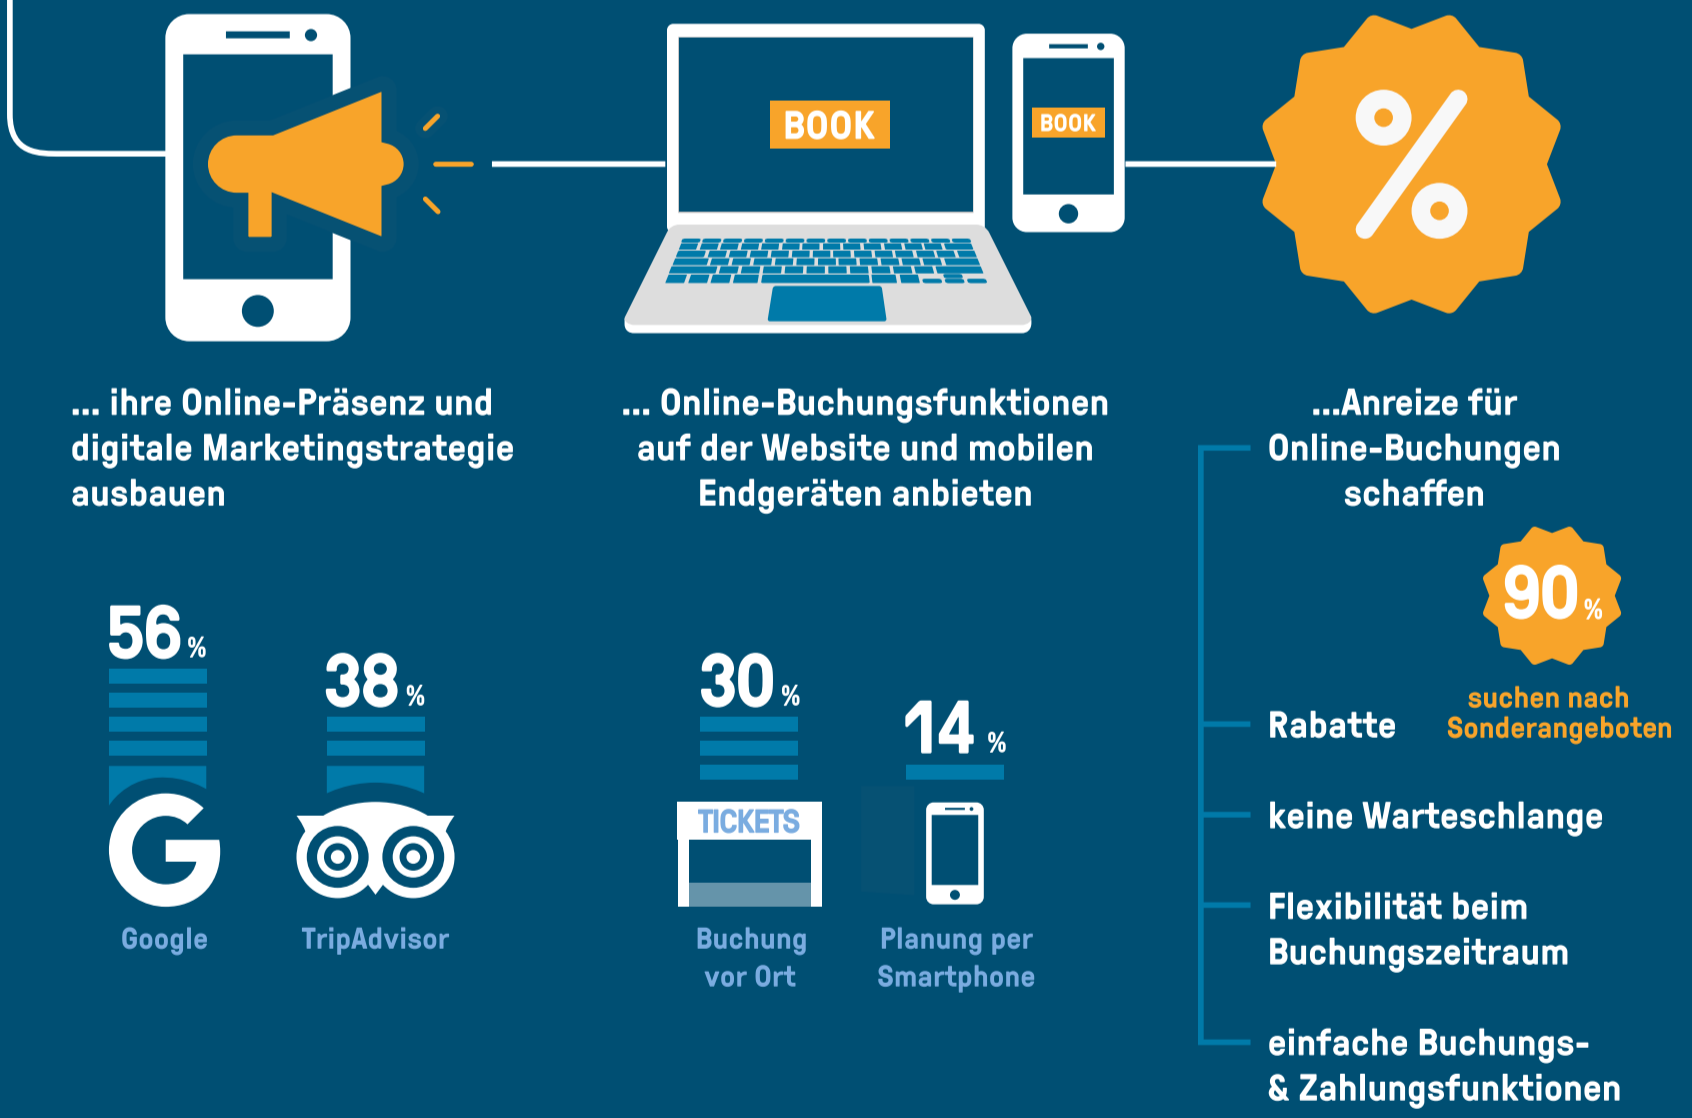 BOOK
BOOK
%
... ihre Online-Präsenz und
digitale Marketingstrategie
ausbauen
56 %
38 %
Google
TripAdvisor
... Online-Buchungsfunktionen
auf der Website und mobilen
Endgeräten anbieten
30 %
14 %
TICKETS
Buchung
vor Ort
Planung per
Smartphone
...Anreize für
Online-Buchungen
schaffen
90 %
suchen nach
Sonderangeboten
Rabatte
keine Warteschlange
Flexibilität beim
Buchungszeitraum
einfache Buchungs-
& Zahlungsfunktionen